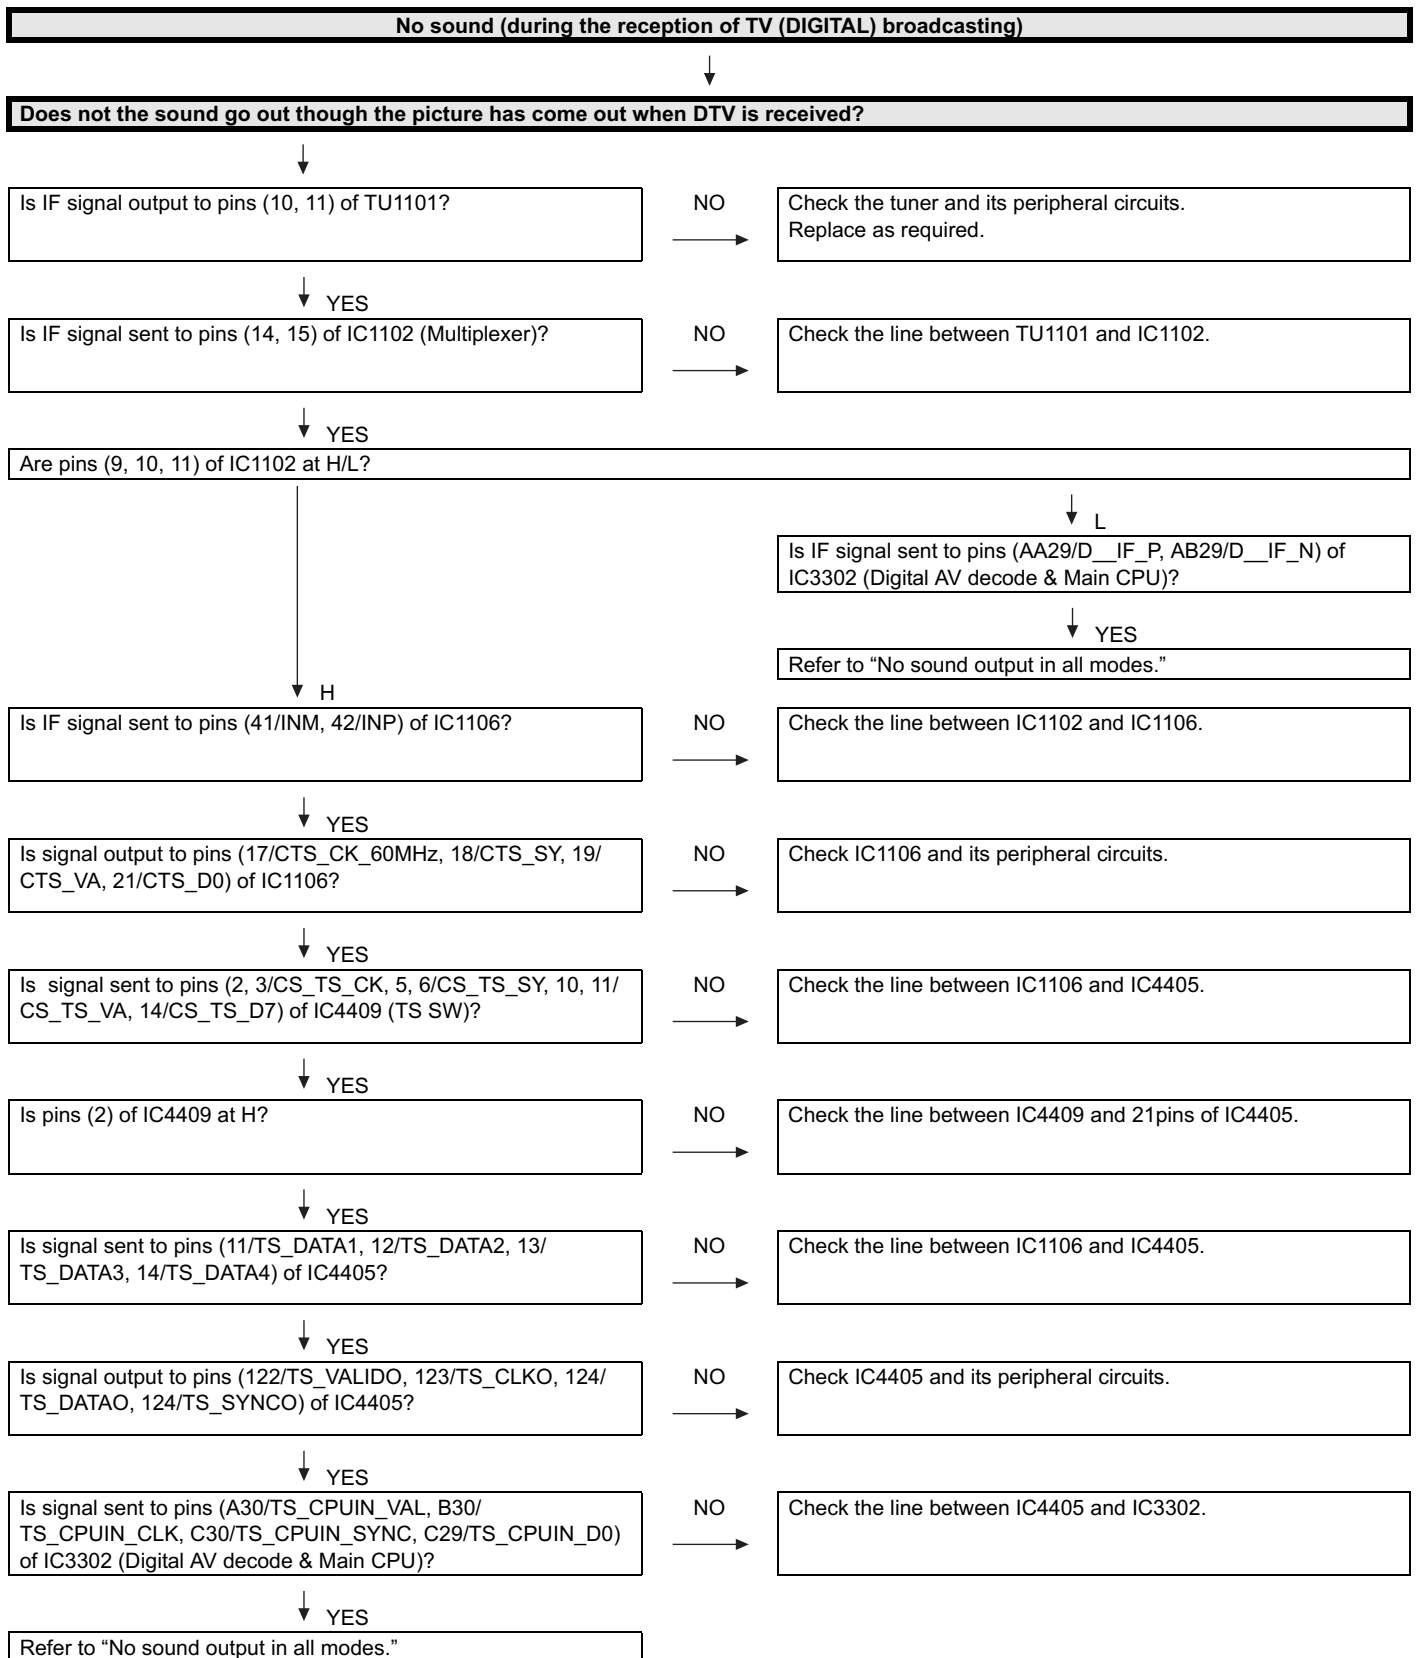 No sound (during the reception of TV (DIGITAL) broadcasting)
Does not the sound go out though the picture has come out when DTV is received?
Is IF signal output to pins (10, 11) of TU1101?
NO
Check the tuner and its peripheral circuits.
Replace as required.
YES
Is IF signal sent to pins (14, 15) of IC1102 (Multiplexer)?
NO
Check the line between TU1101 and IC1102.
YES
Are pins (9, 10, 11) of IC1102 at H/L?
L
Is IF signal sent to pins (AA29/D__IF_P, AB29/D__IF_N) of
IC3302 (Digital AV decode & Main CPU)?
YES
Refer to “No sound output in all modes.”
H
Is IF signal sent to pins (41/INM, 42/INP) of IC1106?
NO
Check the line between IC1102 and IC1106.
YES
Is signal output to pins (17/CTS_CK_60MHz, 18/CTS_SY, 19/
CTS_VA, 21/CTS_D0) of IC1106?
NO
Check IC1106 and its peripheral circuits.
YES
Is  signal sent to pins (2, 3/CS_TS_CK, 5, 6/CS_TS_SY, 10, 11/
CS_TS_VA, 14/CS_TS_D7) of IC4409 (TS SW)?
NO
Check the line between IC1106 and IC4405.
YES
Is pins (2) of IC4409 at H?
NO
Check the line between IC4409 and 21pins of IC4405.
YES
Is signal sent to pins (11/TS_DATA1, 12/TS_DATA2, 13/
TS_DATA3, 14/TS_DATA4) of IC4405?
NO
Check the line between IC1106 and IC4405.
YES
Is signal output to pins (122/TS_VALIDO, 123/TS_CLKO, 124/
TS_DATAO, 124/TS_SYNCO) of IC4405?
NO
Check IC4405 and its peripheral circuits.
YES
Is signal sent to pins (A30/TS_CPUIN_VAL, B30/
TS_CPUIN_CLK, C30/TS_CPUIN_SYNC, C29/TS_CPUIN_D0)
of IC3302 (Digital AV decode & Main CPU)?
NO
Check the line between IC4405 and IC3302.
YES
Refer to “No sound output in all modes.”